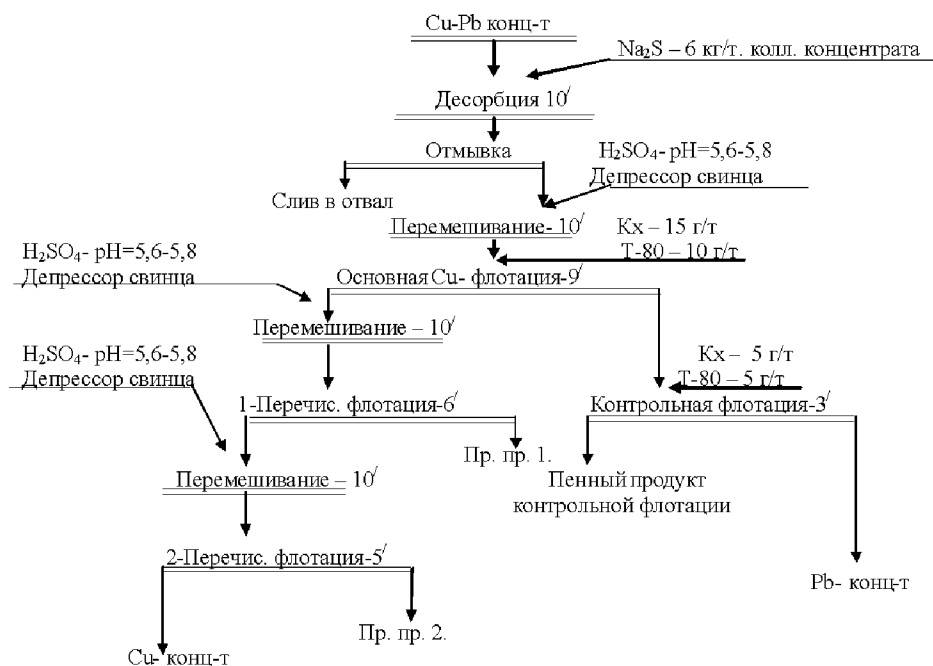 Cu-Pb конц-т
Na₂S – 6 кг/т. колл. концентрата
Десорбция 10/
Отмывка
H₂SO₄- pH=5,6-5,8
Депрессор свинца
Слив в отвал
Перемешивание- 10/
Кх – 15 г/т
Т-80 – 10 г/т
H₂SO₄- pH=5,6-5,8
Депрессор свинца
Основная Cu- флотация-9/
Перемешивание – 10/
H₂SO₄- pH=5,6-5,8
Депрессор свинца
Кх – 5 г/т
Т-80 – 5 г/т
1-Перечис. флотация-6/
Контрольная флотация-3/
Пр. пр. 1.
Перемешивание – 10/
Пенный продукт
контрольной флотации
2-Перечис. флотация-5/
Pb- конц-т
Пр. пр. 2.
Cu- конц-т